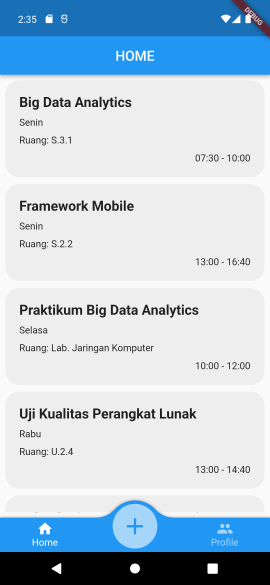 2:35
DEBUG
HOME
Big Data Analytics
Senin
Ruang: S.3.1
07:30 - 10:00
Framework Mobile
Senin
Ruang: S.2.2
13:00 - 16:40
Praktikum Big Data Analytics
Selasa
Ruang: Lab. Jaringan Komputer
10:00 - 12:00
Uji Kualitas Perangkat Lunak
Rabu
Ruang: U.2.4
13:00 - 14:40
Home
Profile